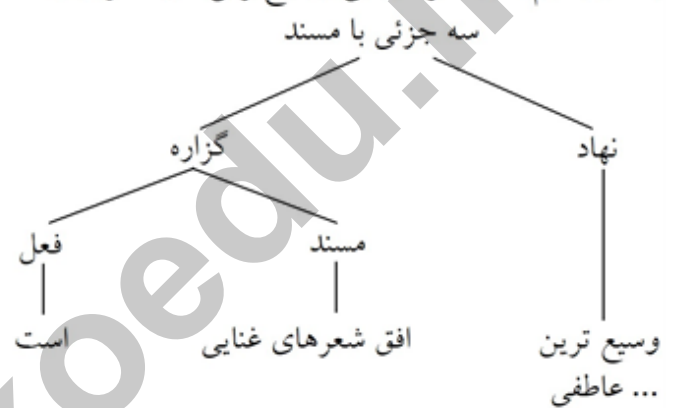 سه جزئی با مسند
نهاد
گزاره
مسند
فعل
وسیع ترین
... عاطفی
افق شعرهای غنایی
است